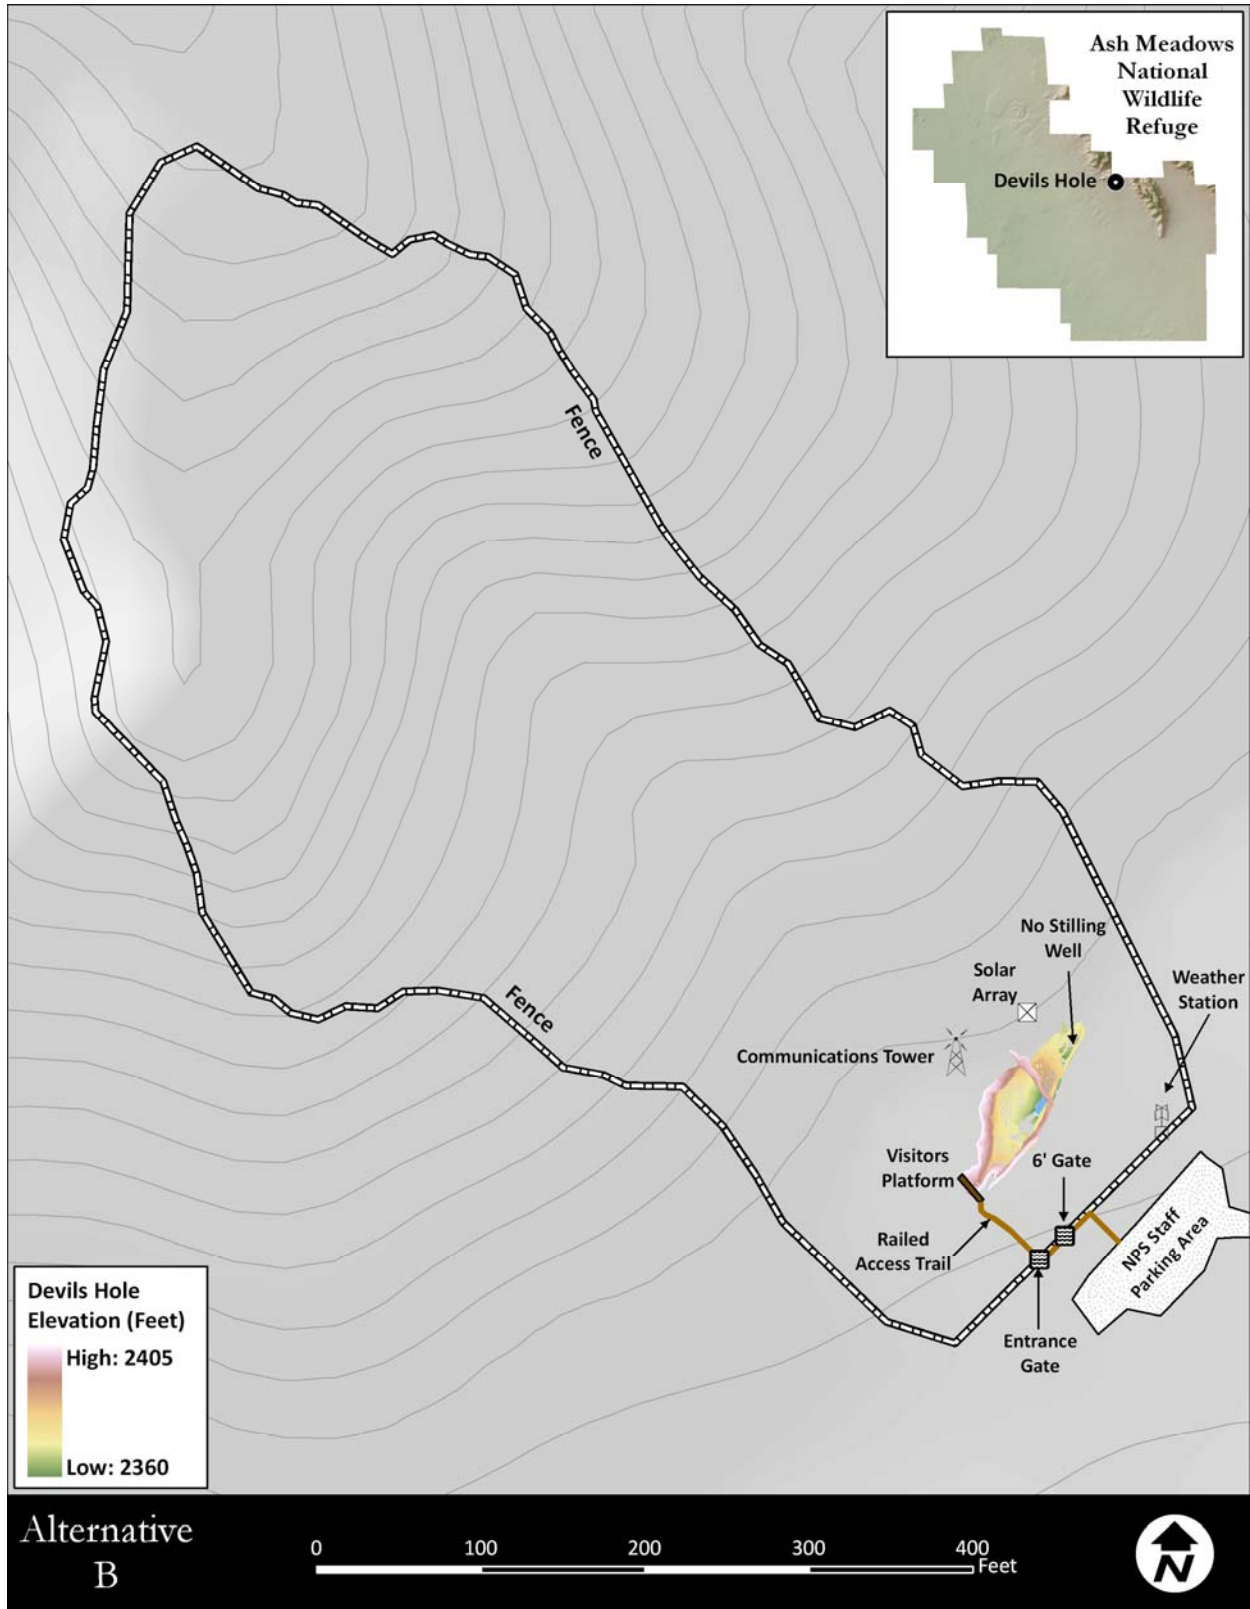 Ash Meadows
National
Wildlife
Refuge
Devils Hole
Fence
Fence
No Stilling
Well
Solar
Array
Weather
Station
Communications Tower
Visitors
Platform
6' Gate
Railed
Access Trail
NPS Staff
Parking Area
Entrance
Gate
Devils Hole
Elevation (Feet)
High: 2405
Low: 2360
Alternative
B
0 100 200 300 400
Feet
N